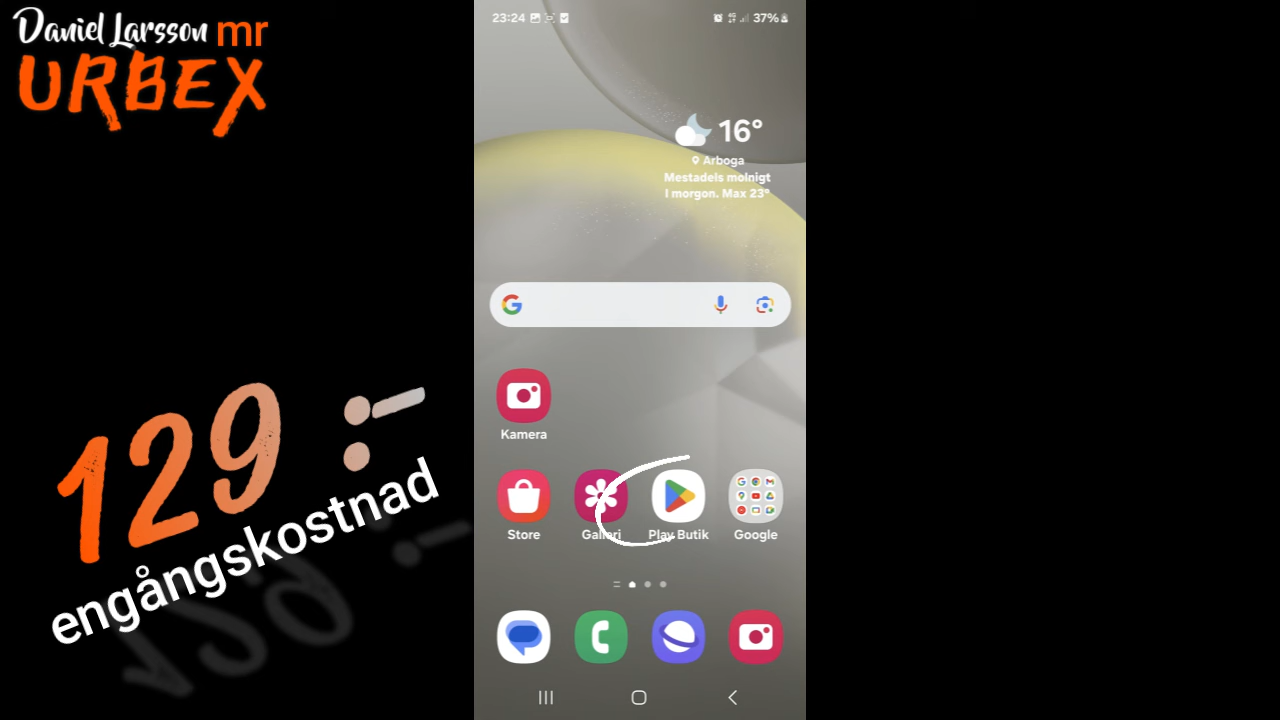 Daniel Larsson mr
URBEX
129 :-
engångskostnad
23:24
37%
16°
Arboga
Mestadels molnigt
I morgon. Max 23°
Kamera
Store
Galleri
Play Butik
Google